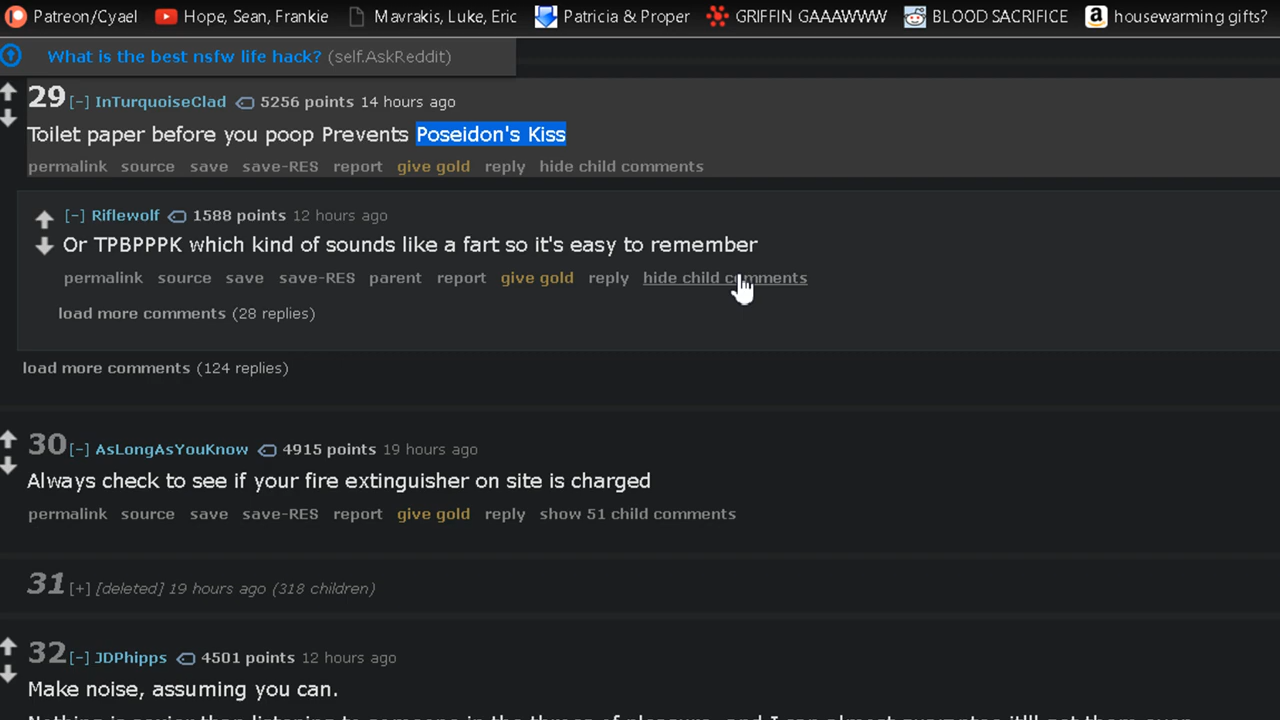 Patreon/Cyael Hope, Sean, Frankie Mavrakis, Luke, Eric Patricia & Proper GRIFFIN GAAAWWW BLOOD SACRIFICE housewarming gifts?
What is the best nsfw life hack? (self.AskReddit)
29 [-] InTurquoiseClad 5256 points 14 hours ago
Toilet paper before you poop Prevents Poseidon's Kiss
permalink source save save-RES report give gold reply hide child comments
[-] Riflewolf 1588 points 12 hours ago
Or TPBPPPK which kind of sounds like a fart so it's easy to remember
permalink source save save-RES parent report give gold reply hide child comments
load more comments (28 replies)
load more comments (124 replies)
30 [-] AsLongAsYouKnow 4915 points 19 hours ago
Always check to see if your fire extinguisher on site is charged
permalink source save save-RES report give gold reply show 51 child comments
31 [+] [deleted] 19 hours ago (318 children)
32 [-] JDPhipps 4501 points 12 hours ago
Make noise, assuming you can.